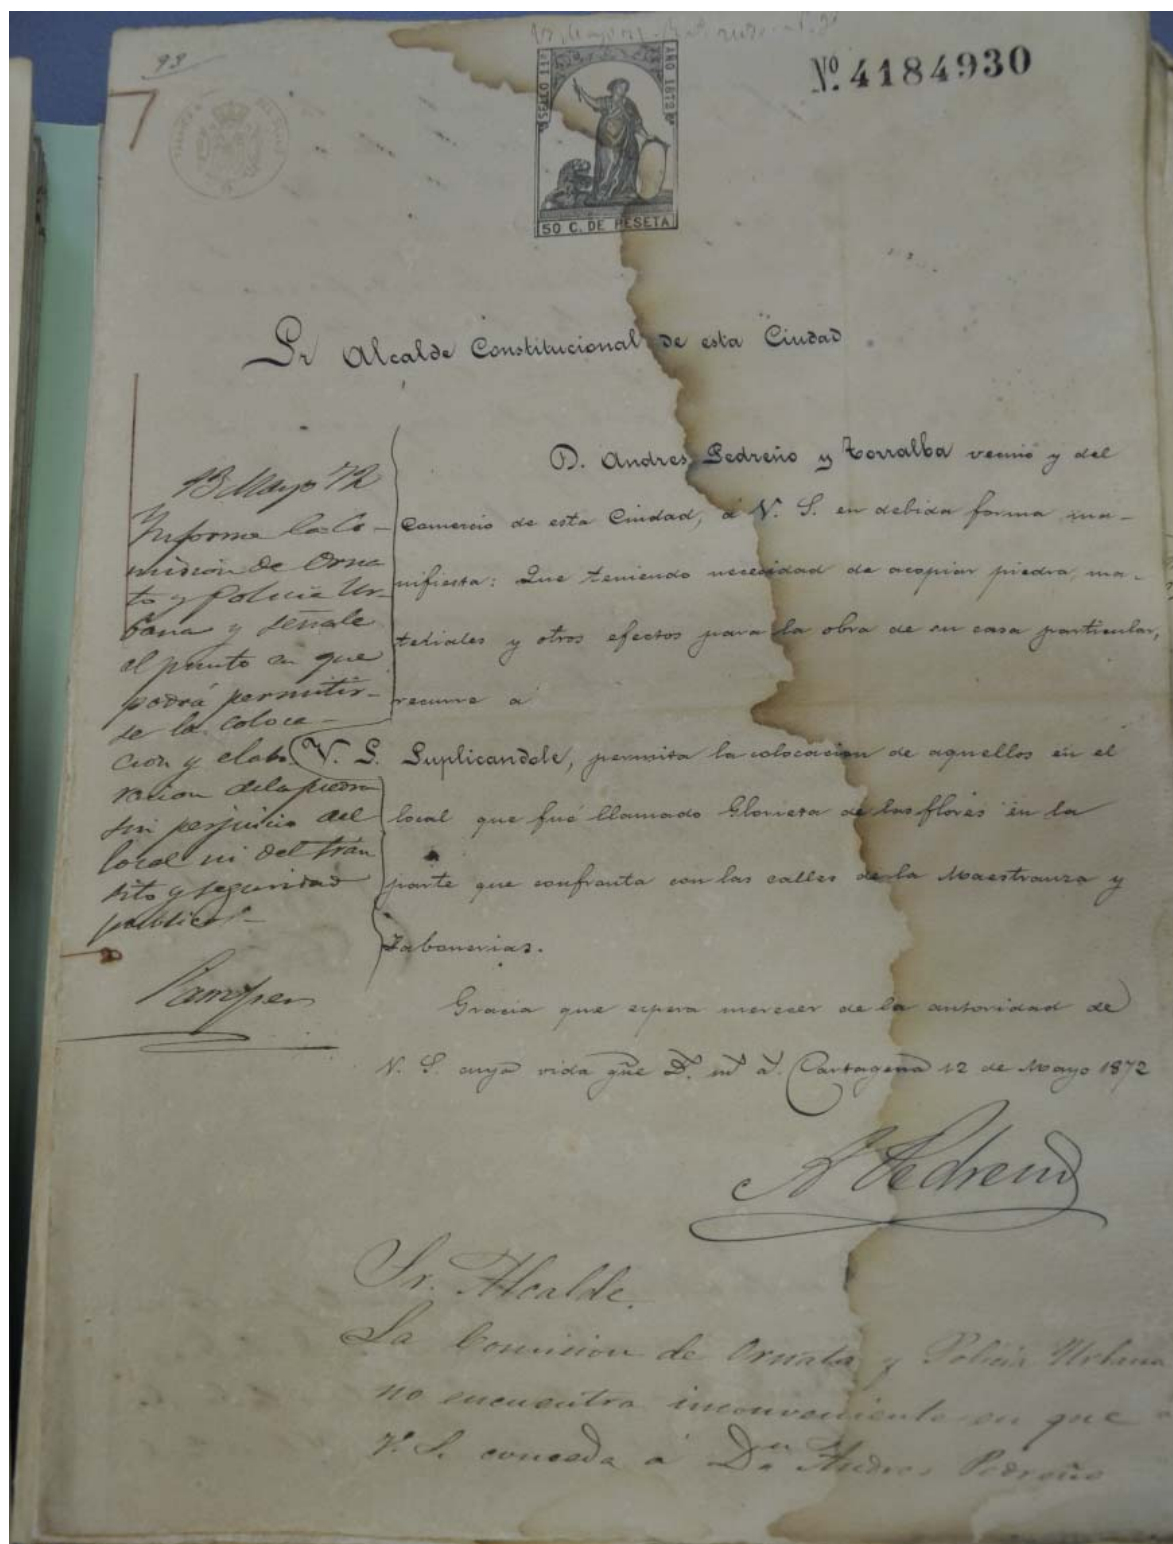 93
SELLO 11º
AÑO 1872
50 C. DE PESETA
Nº 4184930
Sr Alcalde Constitucional de esta Ciudad
D. Andres Pedreño y Torralba vecino y del
Comercio de esta Ciudad, á V. S. en debida forma ma-
nifiesta: Que teniendo necesidad de acopiar piedra, ma-
teriales y otros efectos para la obra de su casa particular,
recurre á
V. S. Suplicandole, permita la colocacion de aquellos en el
local que fué llamado Glorieta de las flores en la
parte que confronta con las calles de la Maestranza y
Jabonerias.
Gracia que espera merecer de la autoridad de
V. S. cuya vida gue D. ms as. Cartagena 12 de Mayo 1872
A Pedreño
13 Mayo 72
Informe la Co-
mision de Orna
to y Policia Ur-
bana y señale
el punto en que
podrá permitir-
se la coloca-
cion y elabo
racion de la piedra
sin perjuicio del
local ni del tran
sito y seguridad
publica
Sr. Alcalde.
La Comision de Ornato y Policia Urbana
no encuentra inconveniente en que
V. S. conceda á Dn Andres Pedreño